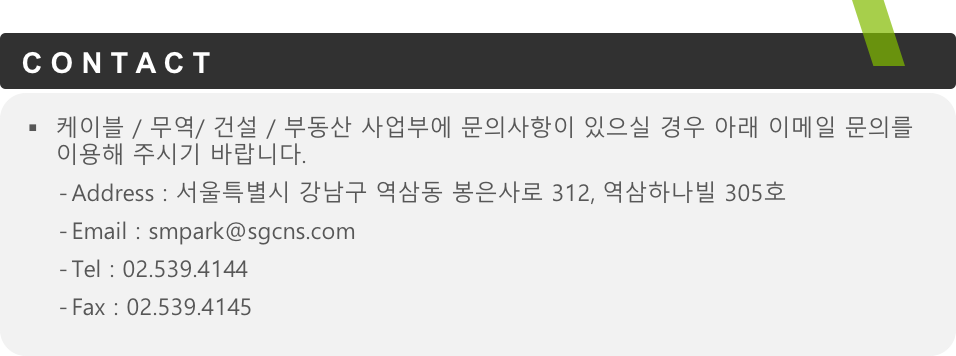 CONTACT
▪ 케이블 / 무역/ 건설 / 부동산 사업부에 문의사항이 있으실 경우 아래 이메일 문의를
이용해 주시기 바랍니다.
- Address : 서울특별시 강남구 역삼동 봉은사로 312, 역삼하나빌 305호
- Email : smpark@sgcns.com
- Tel : 02.539.4144
- Fax : 02.539.4145